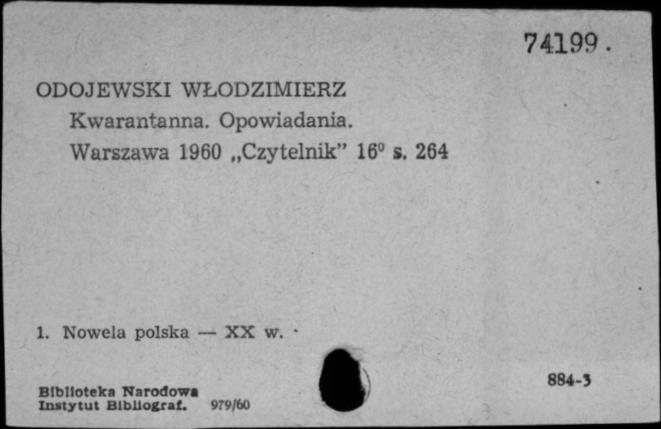 74199.
ODOJEWSKI WŁODZIMIERZ
Kwarantanna. Opowiadania.
Warszawa 1960 „Czytelnik” 16⁰ s. 264
1. Nowela polska — XX w.
884-3
Biblioteka Narodowa
Instytut Bibliograf. 979/60